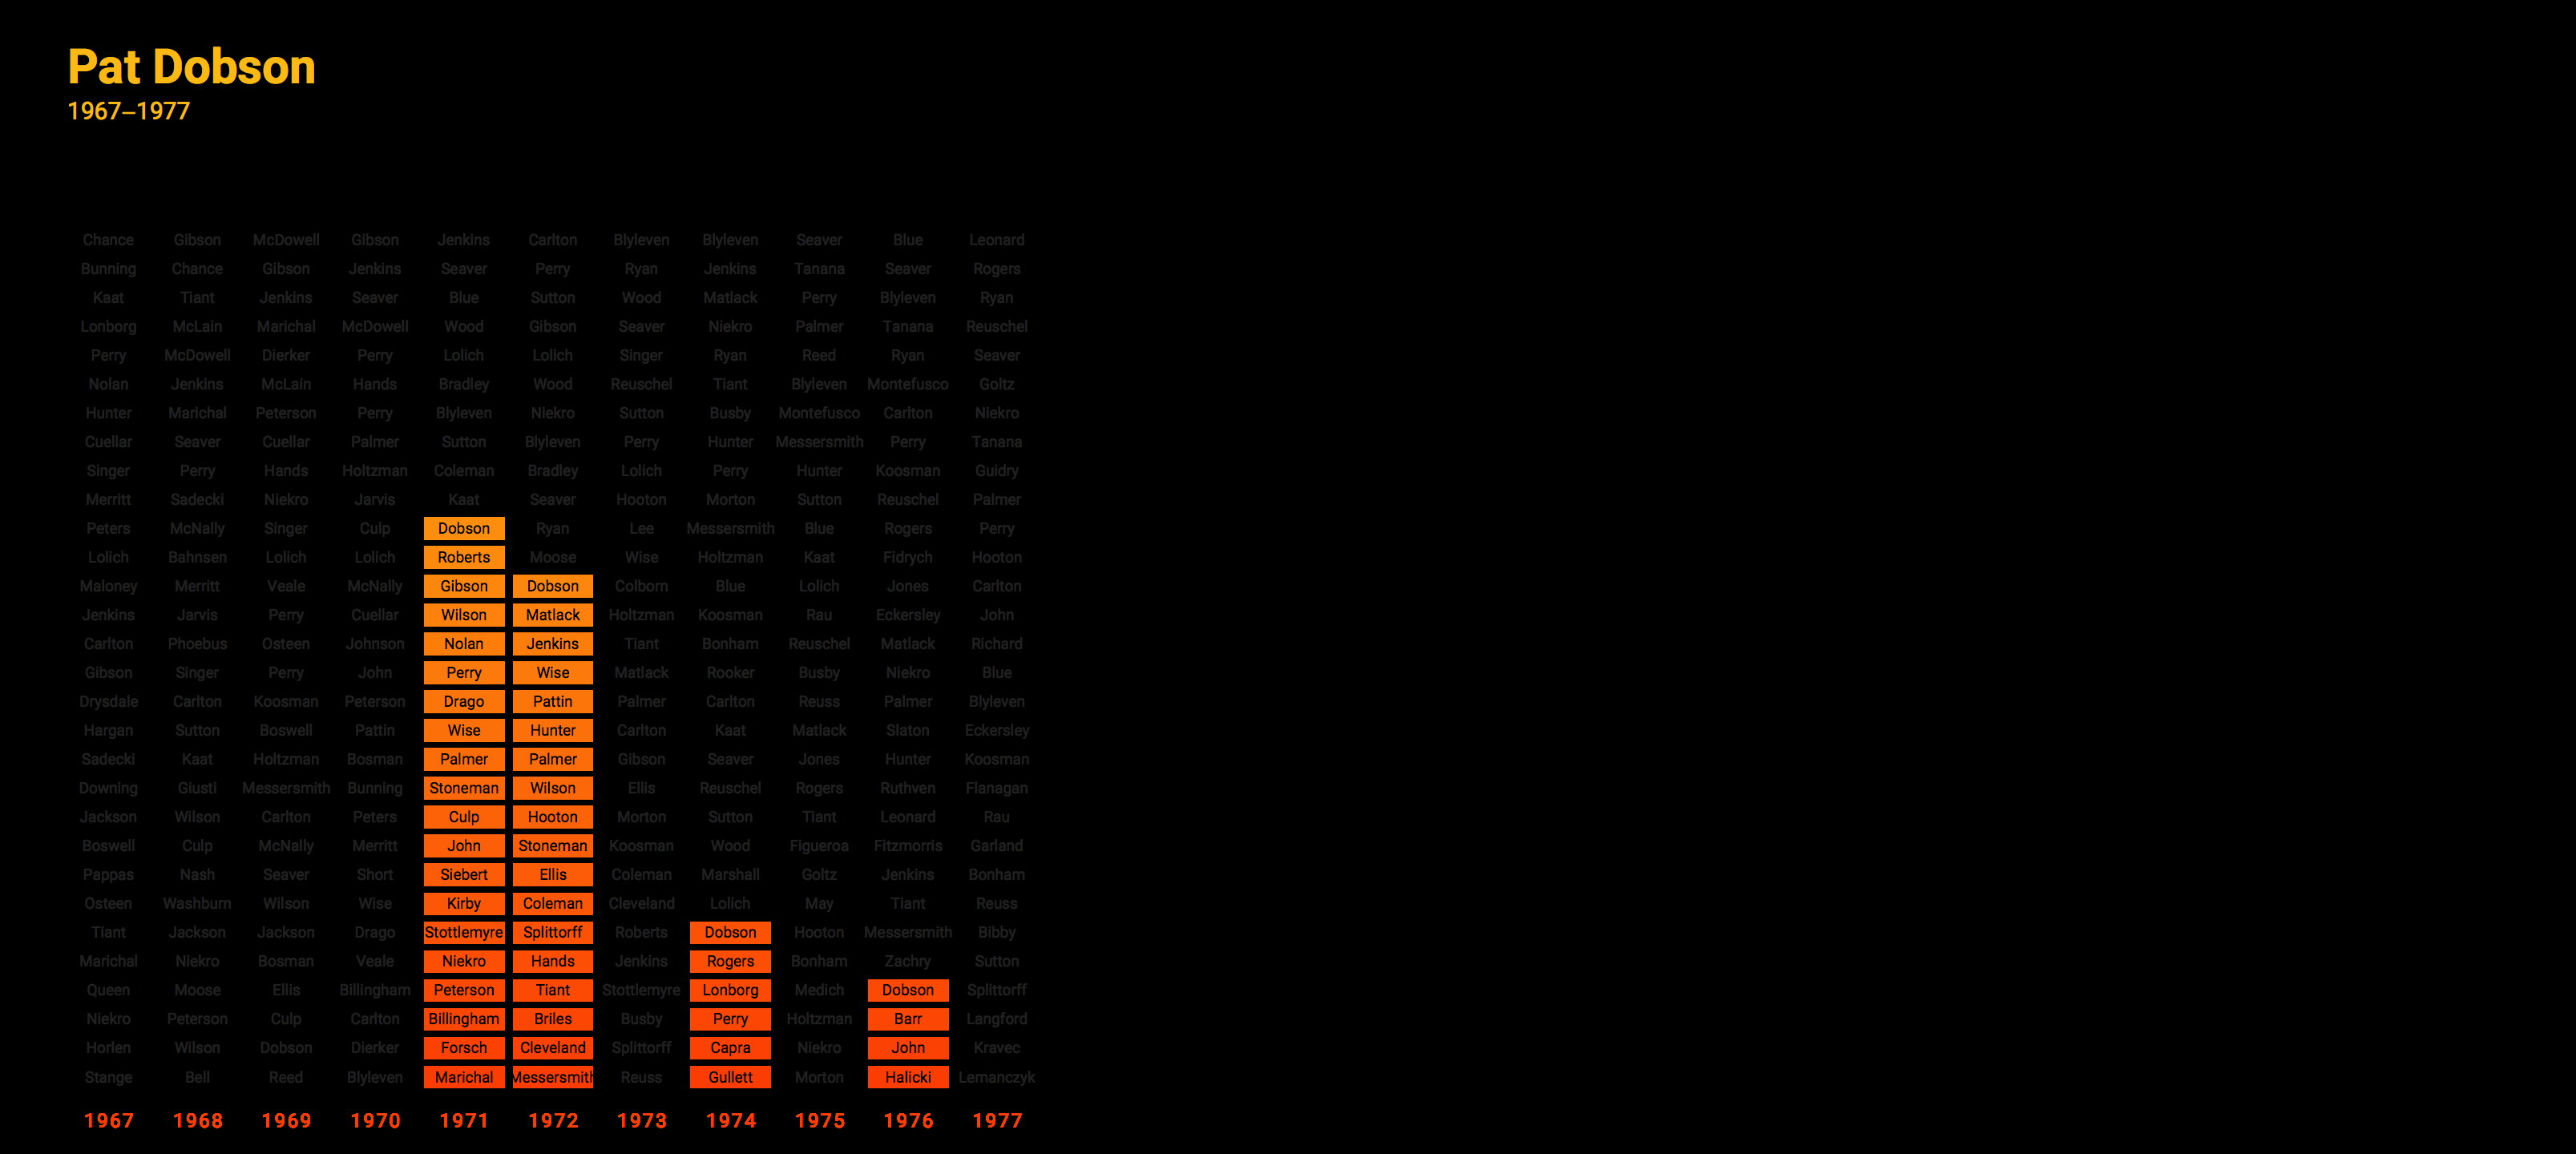 Pat Dobson
1967–1977
Chance Gibson McDowell Gibson Jenkins Carlton Blyleven Blyleven Seaver Blue Leonard
Bunning Chance Gibson Jenkins Seaver Perry Ryan Jenkins Tanana Seaver Rogers
Kaat Tiant Jenkins Seaver Blue Sutton Wood Matlack Perry Blyleven Ryan
Lonborg McLain Marichal McDowell Wood Gibson Seaver Niekro Palmer Tanana Reuschel
Perry McDowell Dierker Perry Lolich Lolich Singer Ryan Reed Ryan Seaver
Nolan Jenkins McLain Hands Bradley Wood Reuschel Tiant Blyleven Montefusco Goltz
Hunter Marichal Peterson Perry Blyleven Niekro Sutton Busby Montefusco Carlton Niekro
Cuellar Seaver Cuellar Palmer Sutton Blyleven Perry Hunter Messersmith Perry Tanana
Singer Perry Hands Holtzman Coleman Bradley Lolich Perry Hunter Koosman Guidry
Merritt Sadecki Niekro Jarvis Kaat Seaver Hooton Morton Sutton Reuschel Palmer
Peters McNally Singer Culp Dobson Ryan Lee Messersmith Blue Rogers Perry
Lolich Bahnsen Lolich Lolich Roberts Moose Wise Holtzman Kaat Fidrych Hooton
Maloney Merritt Veale McNally Gibson Dobson Colborn Blue Lolich Jones Carlton
Jenkins Jarvis Perry Cuellar Wilson Matlack Holtzman Koosman Rau Eckersley John
Carlton Phoebus Osteen Johnson Nolan Jenkins Tiant Bonham Reuschel Matlack Richard
Gibson Singer Perry John Perry Wise Matlack Rooker Busby Niekro Blue
Drysdale Carlton Koosman Peterson Drago Pattin Palmer Carlton Reuss Palmer Blyleven
Hargan Sutton Boswell Pattin Wise Hunter Carlton Kaat Matlack Slaton Eckersley
Sadecki Kaat Holtzman Bosman Palmer Palmer Gibson Seaver Jones Hunter Koosman
Downing Giusti Messersmith Bunning Stoneman Wilson Ellis Reuschel Rogers Ruthven Flanagan
Jackson Wilson Carlton Peters Culp Hooton Morton Sutton Tiant Leonard Rau
Boswell Culp McNally Merritt John Stoneman Koosman Wood Figueroa Fitzmorris Garland
Pappas Nash Seaver Short Siebert Ellis Coleman Marshall Goltz Jenkins Bonham
Osteen Washburn Wilson Wise Kirby Coleman Cleveland Lolich May Tiant Reuss
Tiant Jackson Jackson Drago Stottlemyre Splittorff Roberts Dobson Hooton Messersmith Bibby
Marichal Niekro Bosman Veale Niekro Hands Jenkins Rogers Bonham Zachry Sutton
Queen Moose Ellis Billingham Peterson Tiant Stottlemyre Lonborg Medich Dobson Splittorff
Niekro Peterson Culp Carlton Billingham Briles Busby Perry Holtzman Barr Langford
Horlen Wilson Dobson Dierker Forsch Cleveland Splittorff Capra Niekro John Kravec
Stange Bell Reed Blyleven Marichal Messersmith Reuss Gullett Morton Halicki Lemanczyk
1967 1968 1969 1970 1971 1972 1973 1974 1975 1976 1977